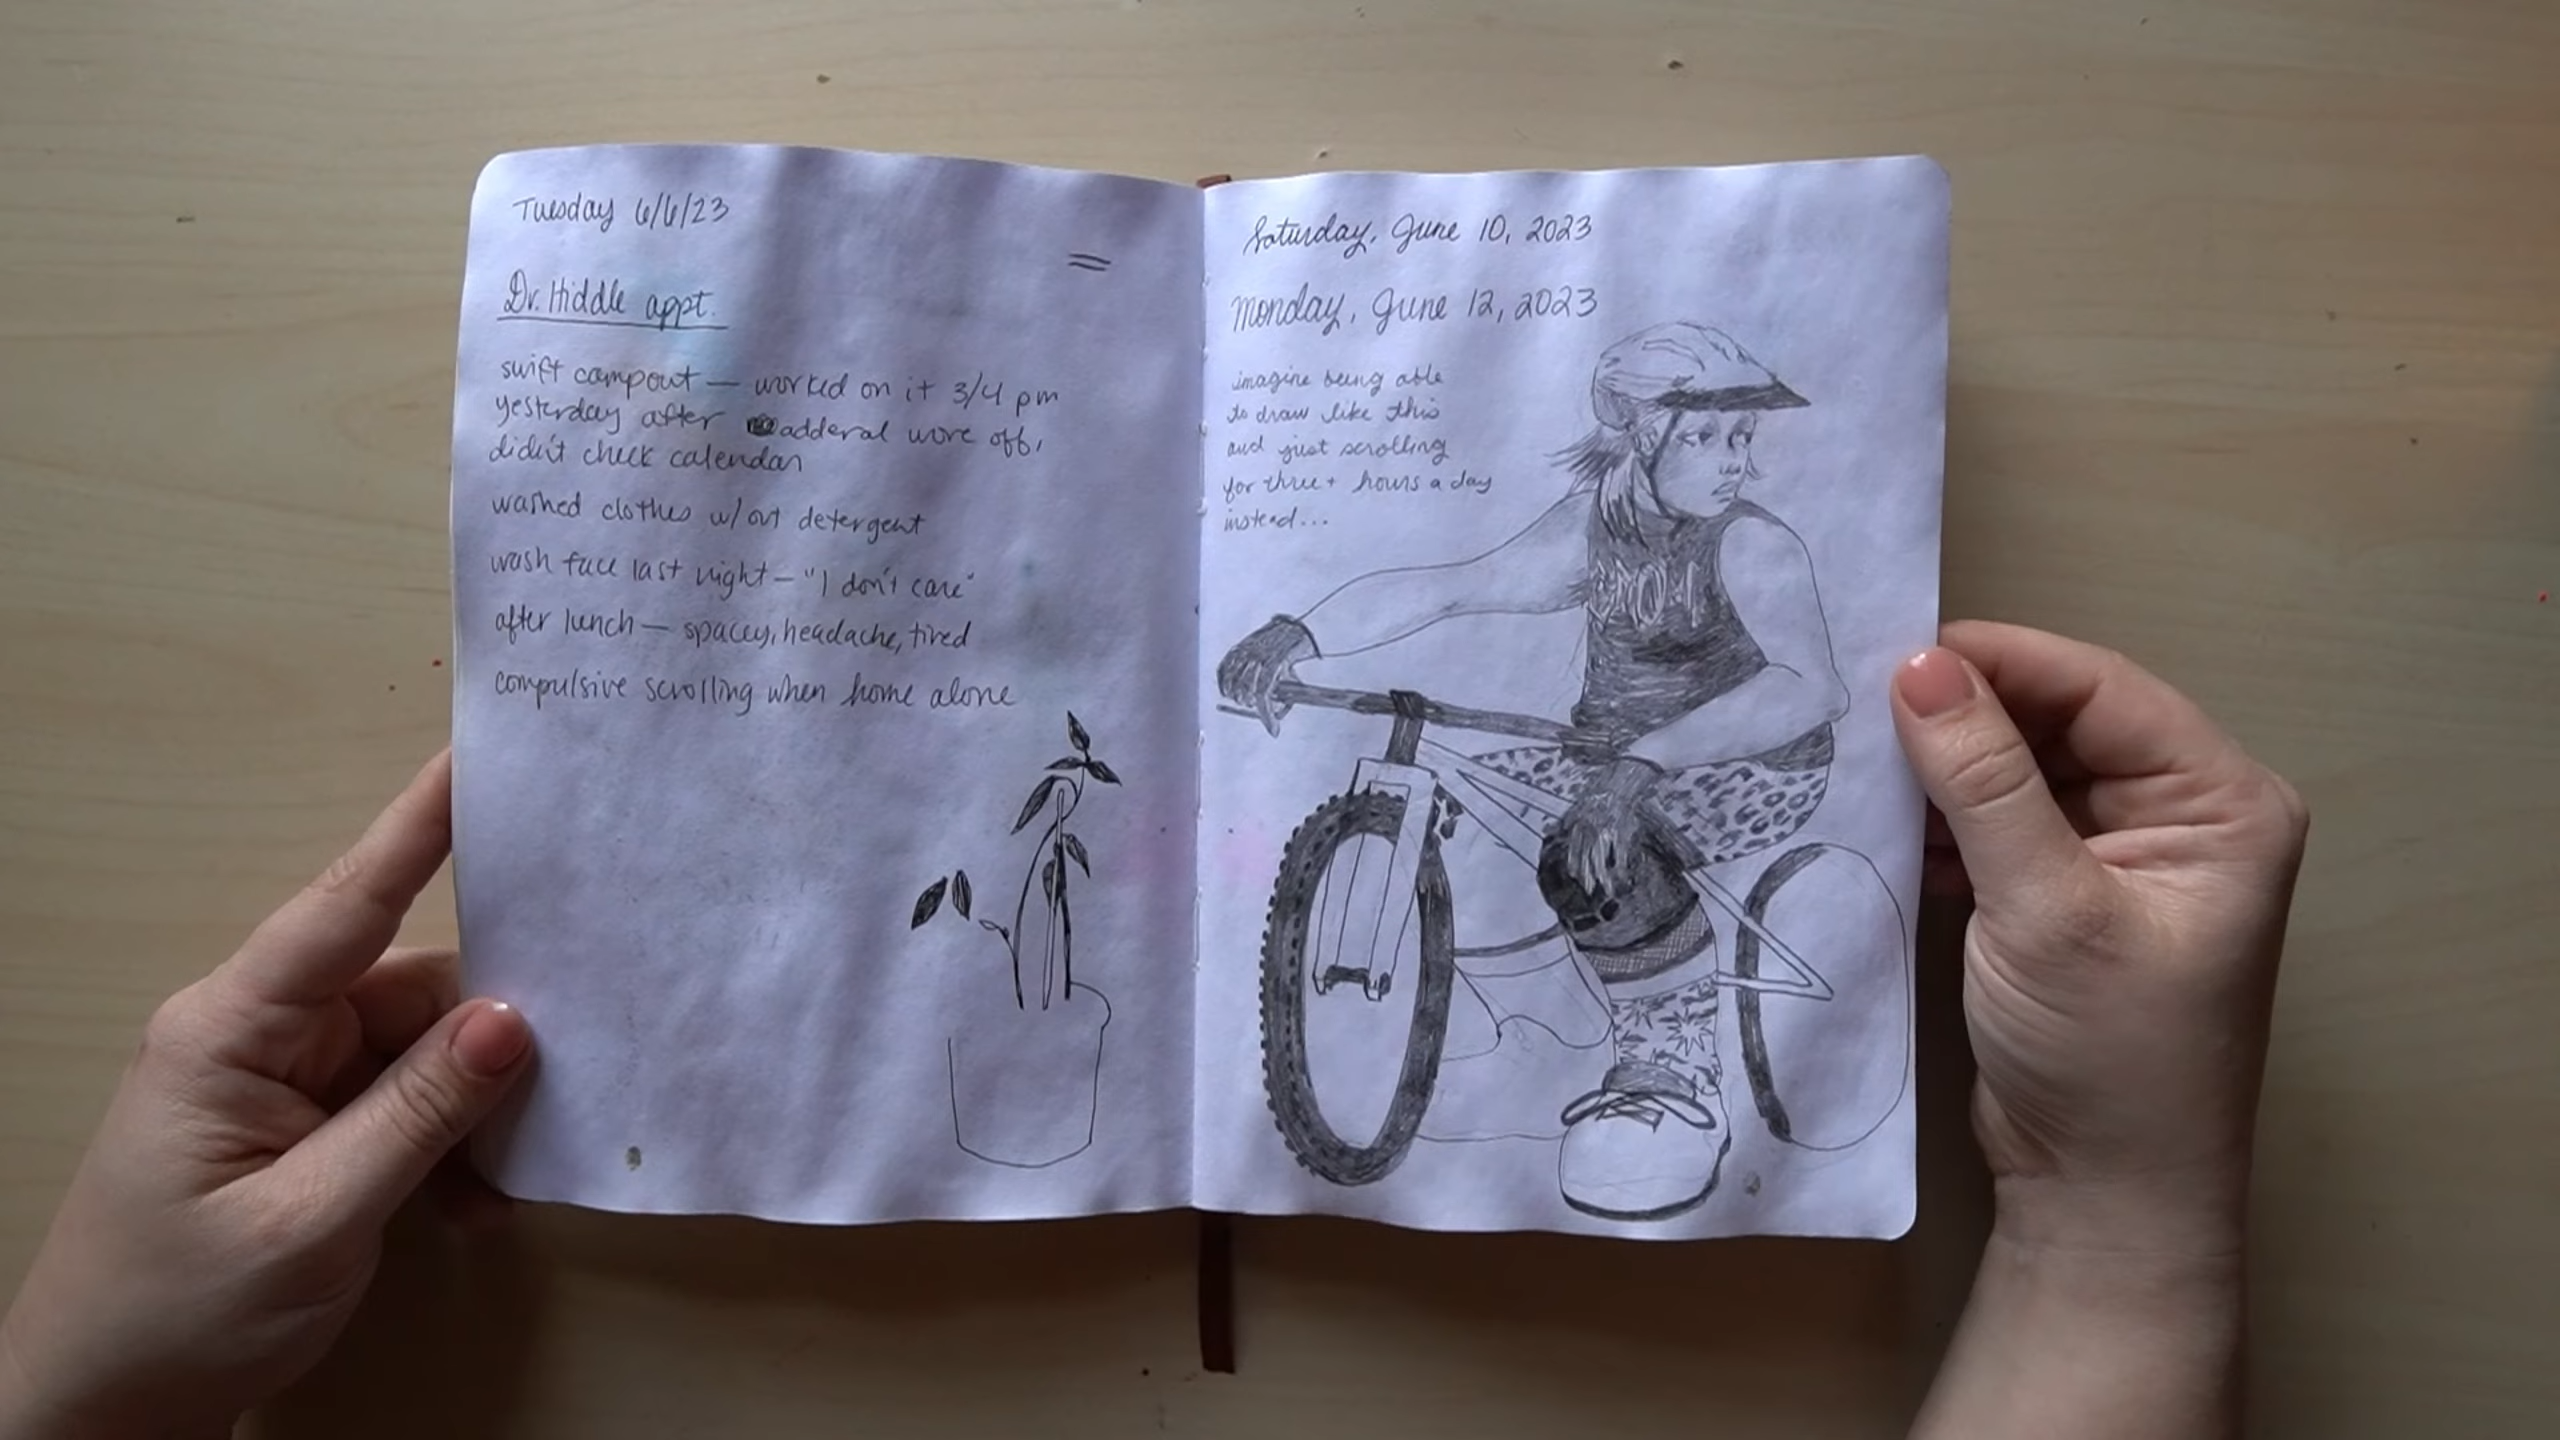 Tuesday 6/6/23
Dr. Hiddle appt.
swift campout — worked on it 3/4 pm
yesterday after adderal wore off,
didn't check calendar
washed clothes w/out detergent
wash face last night — "I don't care"
after lunch — spacey, headache, tired
compulsive scrolling when home alone
Saturday, June 10, 2023
Monday, June 12, 2023
imagine being able
to draw like this
and just scrolling
for three + hours a day
instead...